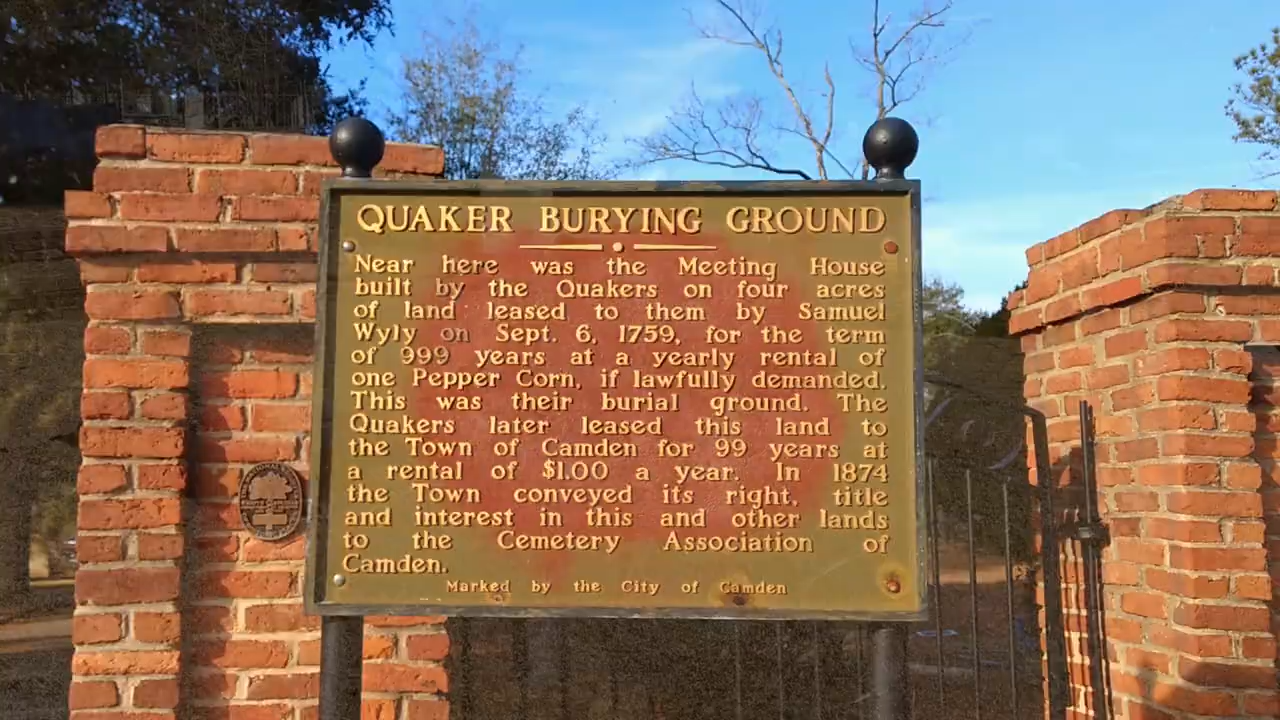 QUAKER BURYING GROUND
Near here was the Meeting House
built by the Quakers on four acres
of land leased to them by Samuel
Wyly on Sept. 6, 1759, for the term
of 999 years at a yearly rental of
one Pepper Corn, if lawfully demanded.
This was their burial ground. The
Quakers later leased this land to
the Town of Camden for 99 years at
a rental of $1.00 a year. In 1874
the Town conveyed its right, title
and interest in this and other lands
to the Cemetery Association of
Camden.
Marked by the City of Camden